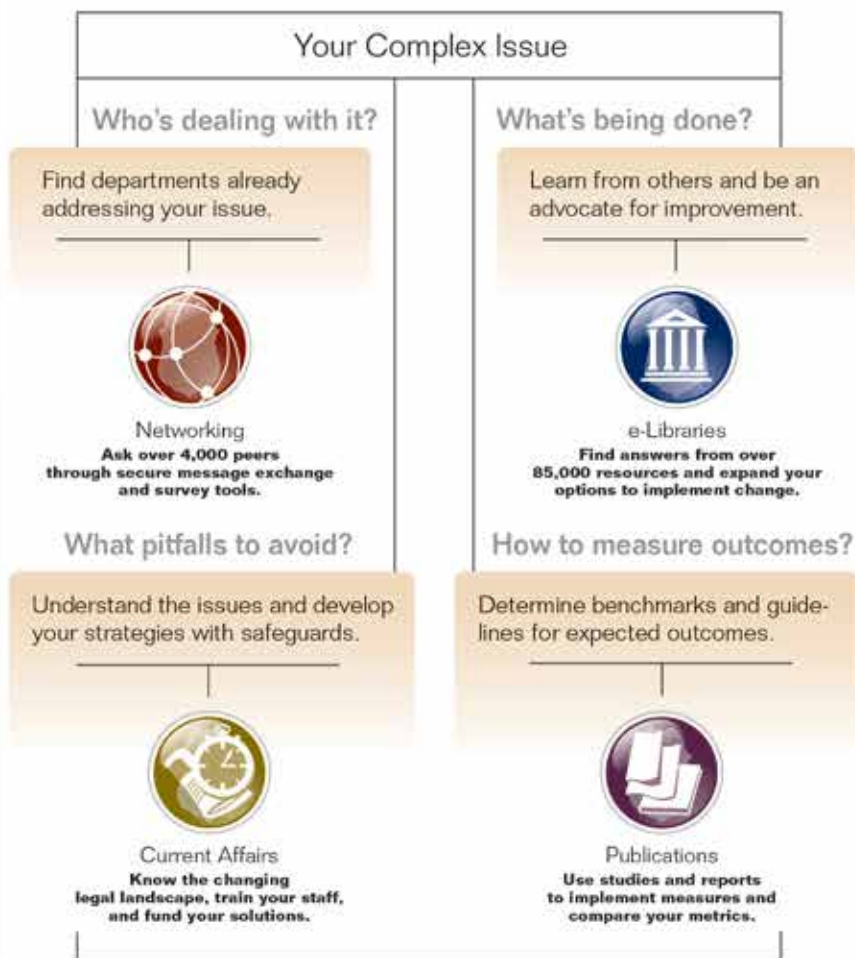 Your Complex Issue
Who's dealing with it?
Find departments already
addressing your issue.
Networking
Ask over 4,000 peers
through secure message exchange
and survey tools.
What's being done?
Learn from others and be an
advocate for improvement.
e-Libraries
Find answers from over
85,000 resources and expand your
options to implement change.
What pitfalls to avoid?
Understand the issues and develop
your strategies with safeguards.
Current Affairs
Know the changing
legal landscape, train your staff,
and fund your solutions.
How to measure outcomes?
Determine benchmarks and guide-
lines for expected outcomes.
Publications
Use studies and reports
to implement measures and
compare your metrics.